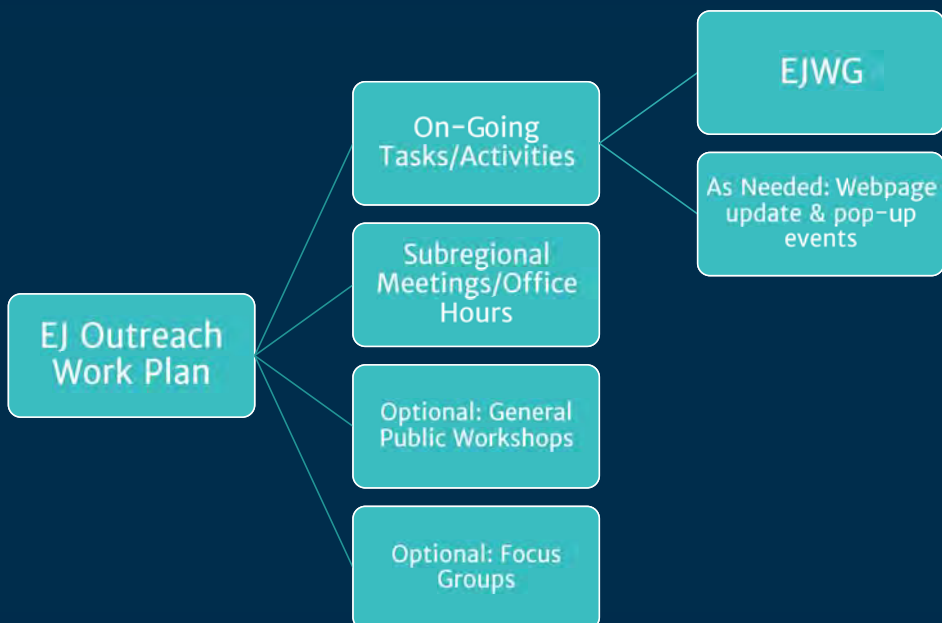 EJ Outreach
Work Plan
On-Going
Tasks/Activities
EJWG
As Needed: Webpage
update & pop-up
events
Subregional
Meetings/Office
Hours
Optional: General
Public Workshops
Optional: Focus
Groups